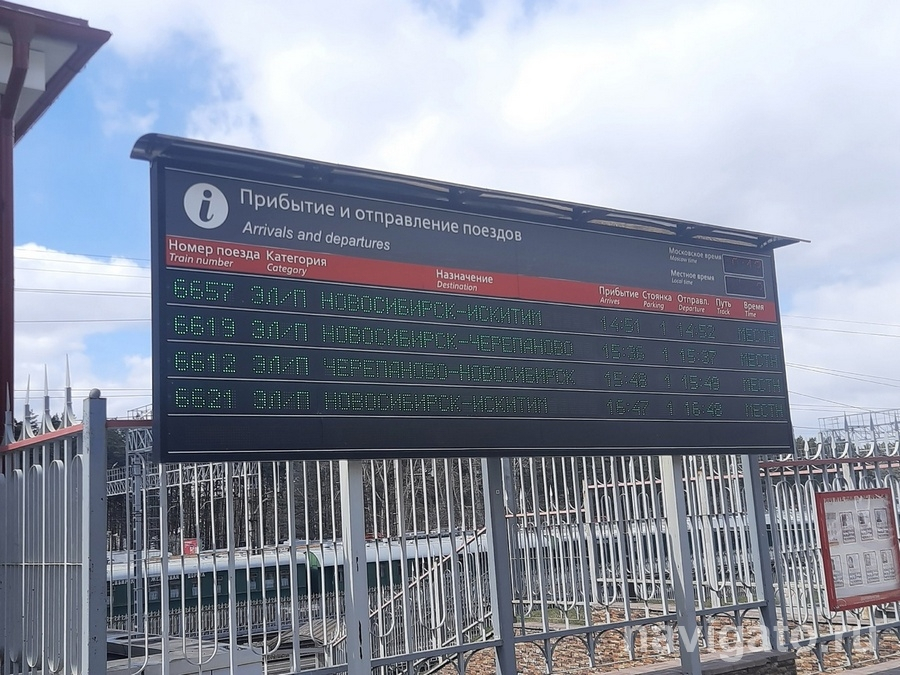 Прибытие и отправление поездов
Arrivals and departures
Московское время
Moscow time
Местное время
Local time
Номер поезда Категория Назначение Прибытие Стоянка Отправл. Путь Время
Train number Category Destination Arrives Parking Departure Track Time
6657 ЭЛ/П НОВОСИБИРСК-ИСКИТИМ 14:51 1 14:52 МЕСТН
6619 ЭЛ/П НОВОСИБИРСК-ЧЕРЕПАНОВО 15:36 1 15:37 МЕСТН
6612 ЭЛ/П ЧЕРЕПАНОВО-НОВОСИБИРСК 15:48 1 15:49 МЕСТН
6621 ЭЛ/П НОВОСИБИРСК-ИСКИТИМ 16:47 1 16:48 МЕСТН
navigato.ru